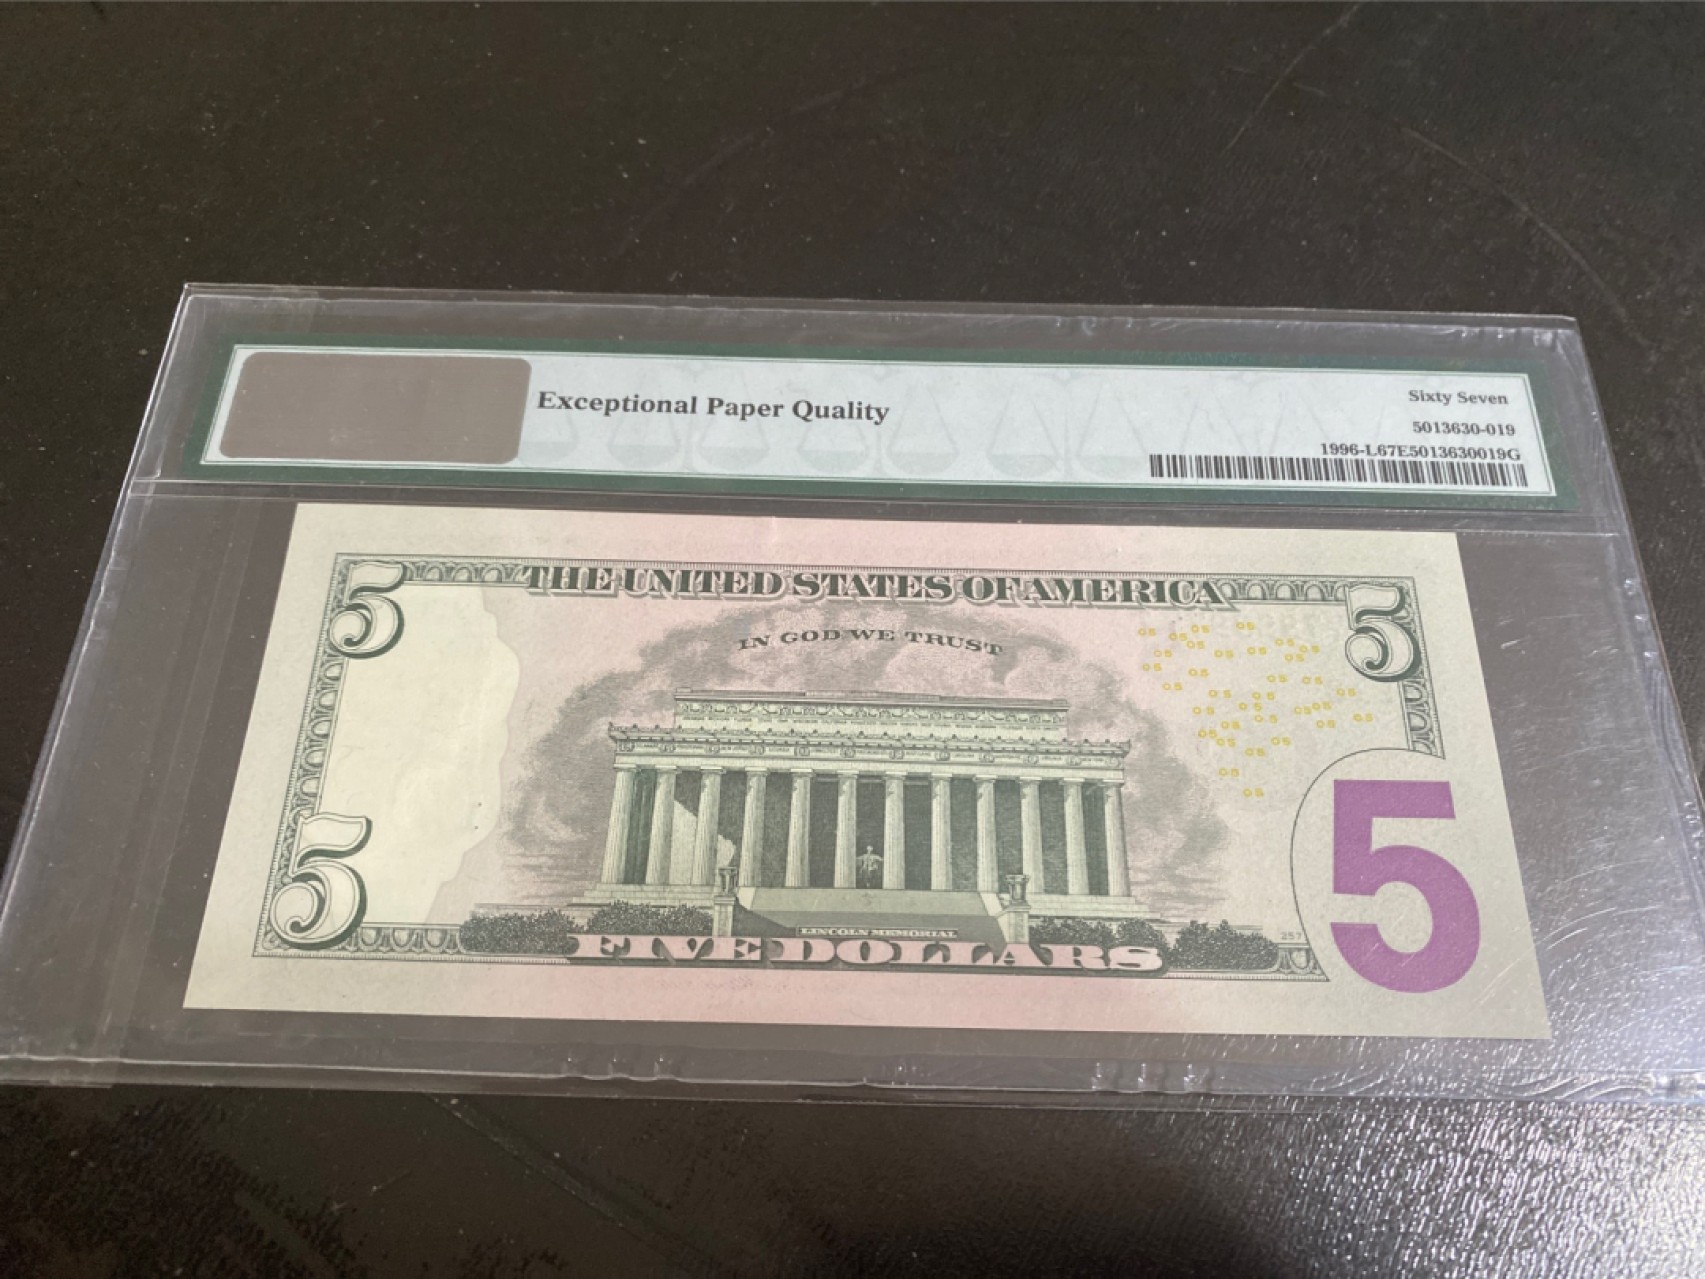 Exceptional Paper Quality
Sixty Seven
5013630-019
1996-L67E5013630019G
5 THE UNITED STATES OF AMERICA 5
IN GOD WE TRUST
LINCOLN MEMORIAL
257
5 FIVE DOLLARS 5